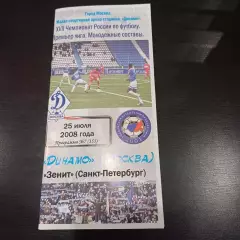 Город Москва.
XVII Чемпионат России по футболу.
Премьер лига. Молодежные составы.
25 июля
2008 года
«ДИНАМО» (МОСКВА)
«Зенит» (Санкт-Петербург)